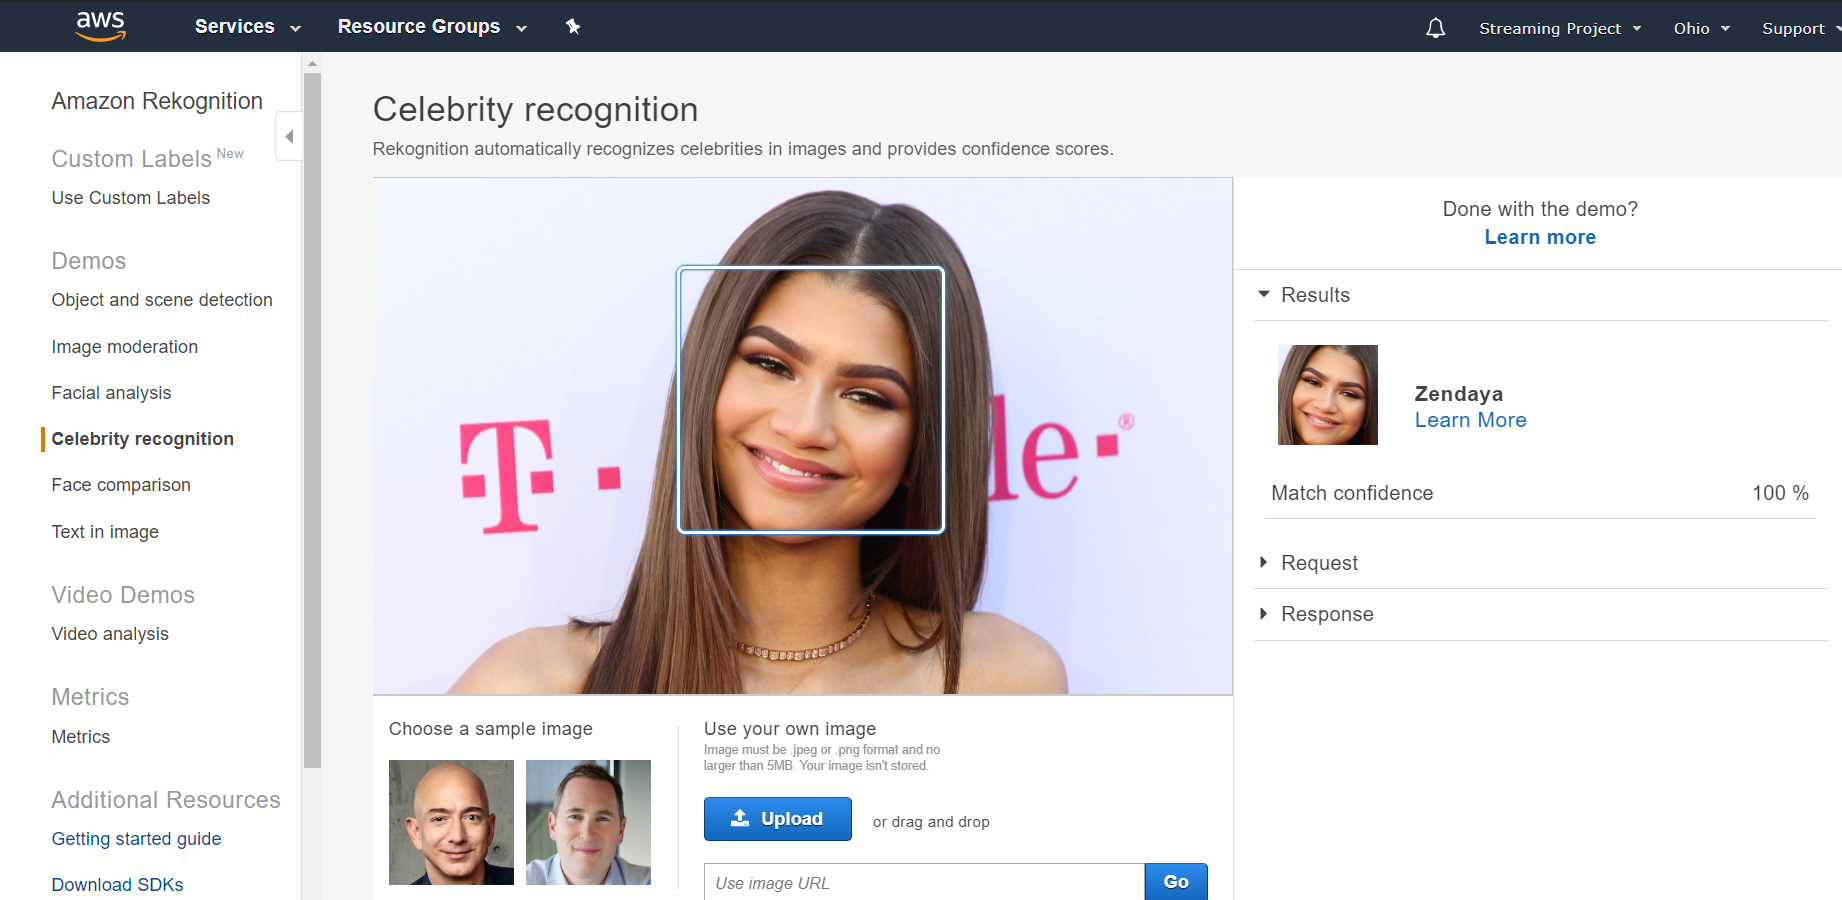 aws
Services
Resource Groups
Streaming Project
Ohio
Support
Amazon Rekognition
Custom Labels New
Use Custom Labels
Demos
Object and scene detection
Image moderation
Facial analysis
Celebrity recognition
Face comparison
Text in image
Video Demos
Video analysis
Metrics
Metrics
Additional Resources
Getting started guide
Download SDKs
Celebrity recognition
Rekognition automatically recognizes celebrities in images and provides confidence scores.
T le ®
Choose a sample image
Use your own image
Image must be .jpeg or .png format and no
larger than 5MB. Your image isn't stored.
Upload
or drag and drop
Use image URL
Go
Done with the demo?
Learn more
Results
Zendaya
Learn More
Match confidence 100 %
Request
Response